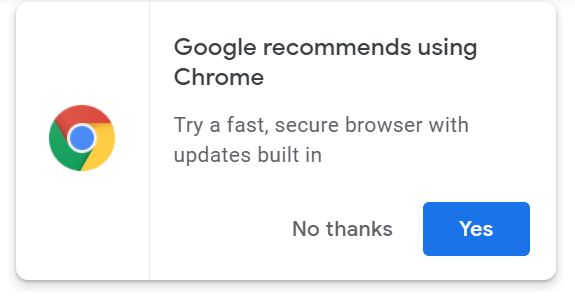 Google recommends using
Chrome
Try a fast, secure browser with
updates built in
No thanks
Yes